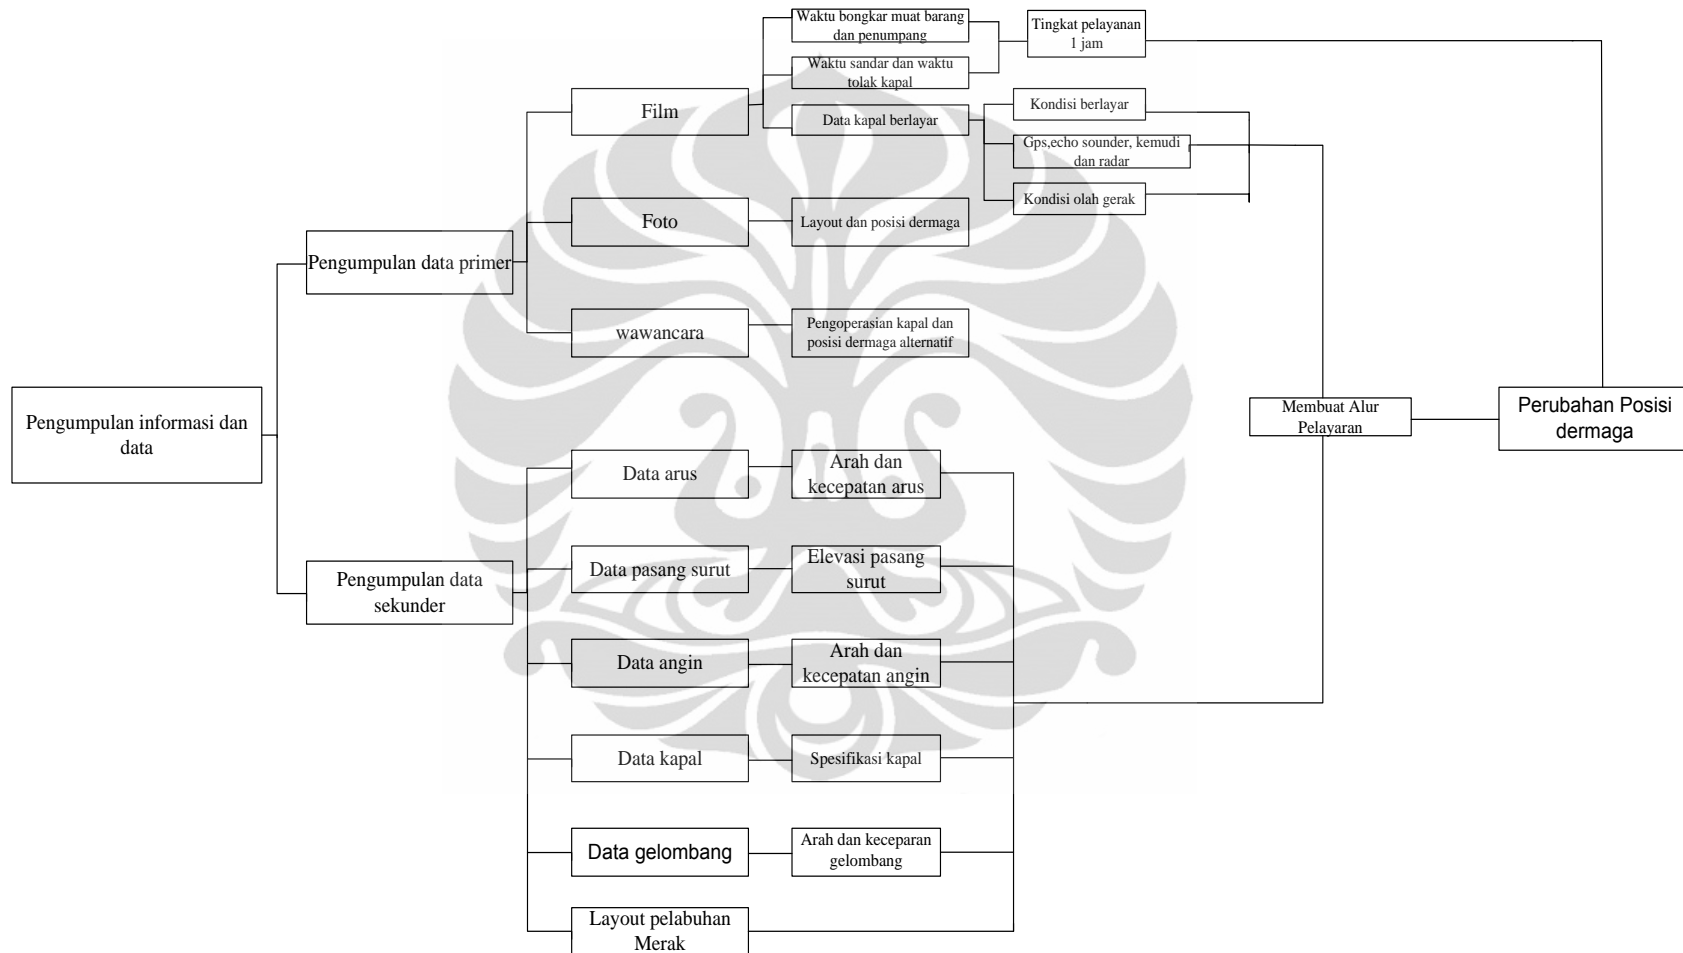 Waktu bongkar muat barang
dan penumpang
Tingkat pelayanan
1 jam
Waktu sandar dan waktu
tolak kapal
Film
Data kapal berlayar
Kondisi berlayar
Gps,echo sounder, kemudi
dan radar
Kondisi olah gerak
Foto
Layout dan posisi dermaga
Pengumpulan data primer
wawancara
Pengoperasian kapal dan
posisi dermaga alternatif
Pengumpulan informasi dan
data
Membuat Alur
Pelayaran
Perubahan Posisi
dermaga
Data arus
Arah dan
kecepatan arus
Pengumpulan data
sekunder
Data pasang surut
Elevasi pasang
surut
Data angin
Arah dan
kecepatan angin
Data kapal
Spesifikasi kapal
Data gelombang
Arah dan keceparan
gelombang
Layout pelabuhan
Merak